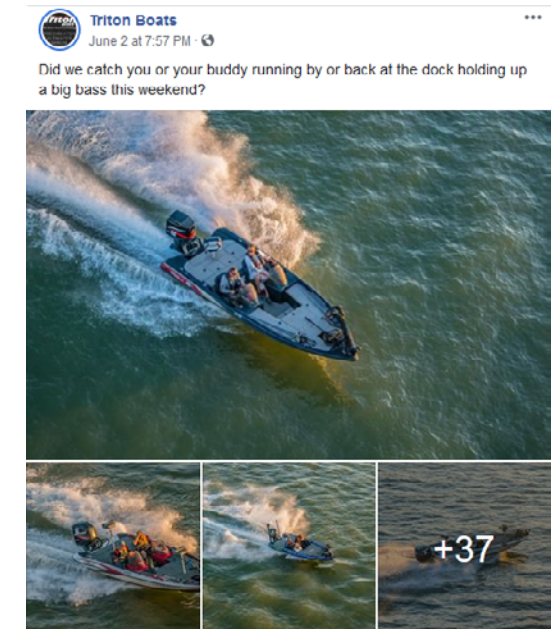 TRITON
Triton Boats
June 2 at 7:57 PM
Did we catch you or your buddy running by or back at the dock holding up
a big bass this weekend?
+37